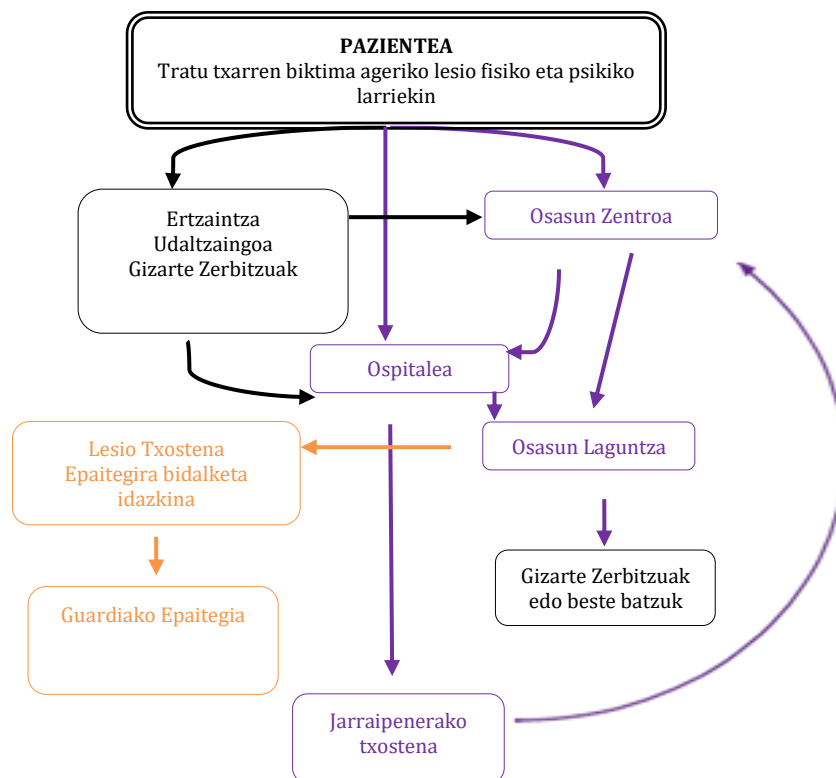 PAZIENTEA
Tratu txarren biktima ageriko lesio fisiko eta psikiko
larriekin
Ertzaintza
Udaltzaingoa
Gizarte Zerbitzuak
Osasun Zentroa
Ospitalea
Lesio Txostena
Epaitegira bidalketa
idazkina
Osasun Laguntza
Gizarte Zerbitzuak
edo beste batzuk
Guardiako Epaitegia
Jarraipenerako
txostena